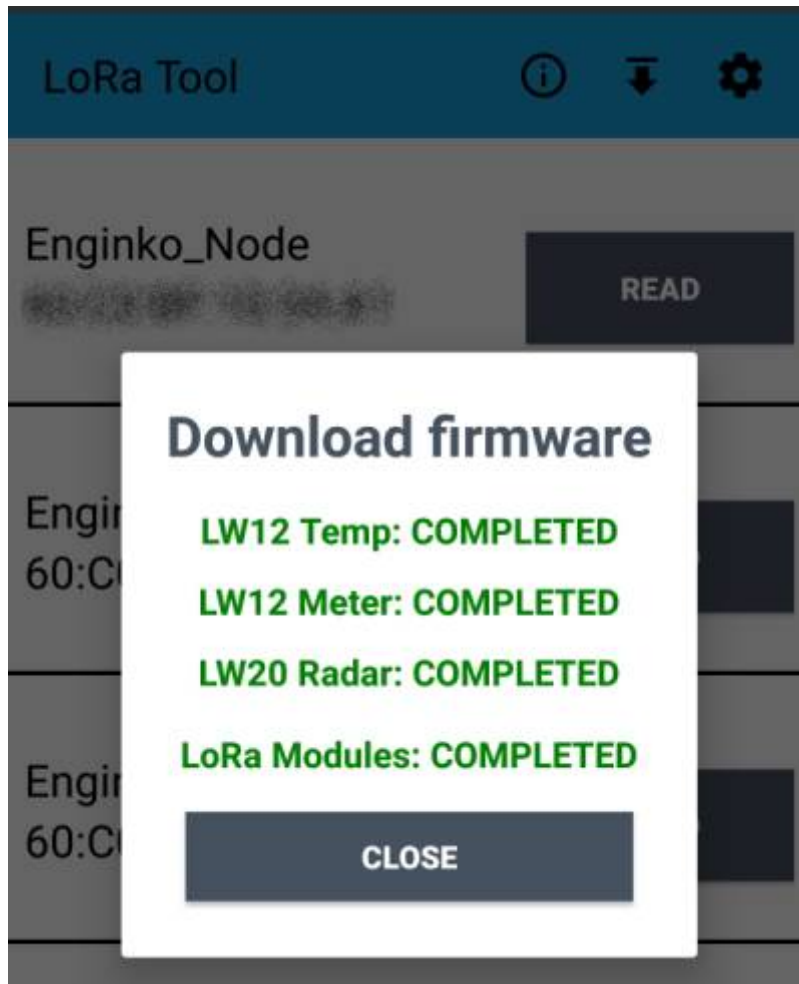 LoRa Tool
Enginko_Node
READ
Download firmware
LW12 Temp: COMPLETED
LW12 Meter: COMPLETED
LW20 Radar: COMPLETED
LoRa Modules: COMPLETED
CLOSE